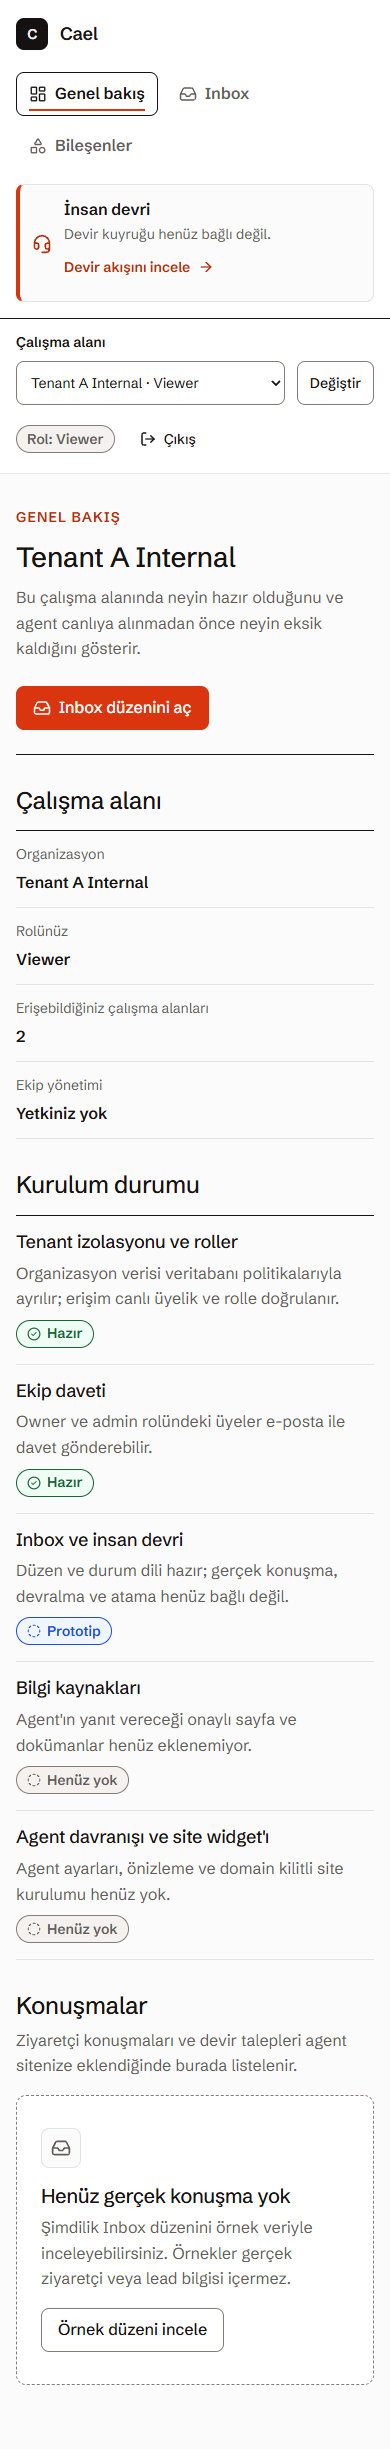 C Cael
Genel bakış Inbox
Bileşenler
İnsan devri
Devir kuyruğu henüz bağlı değil.
Devir akışını incele →
Çalışma alanı
Tenant A Internal · Viewer Değiştir
Rol: Viewer Çıkış
GENEL BAKIŞ
Tenant A Internal
Bu çalışma alanında neyin hazır olduğunu ve
agent canlıya alınmadan önce neyin eksik
kaldığını gösterir.
Inbox düzenini aç
Çalışma alanı
Organizasyon
Tenant A Internal
Rolünüz
Viewer
Erişebildiğiniz çalışma alanları
2
Ekip yönetimi
Yetkiniz yok
Kurulum durumu
Tenant izolasyonu ve roller
Organizasyon verisi veritabanı politikalarıyla
ayrılır; erişim canlı üyelik ve rolle doğrulanır.
Hazır
Ekip daveti
Owner ve admin rolündeki üyeler e-posta ile
davet gönderebilir.
Hazır
Inbox ve insan devri
Düzen ve durum dili hazır; gerçek konuşma,
devralma ve atama henüz bağlı değil.
Prototip
Bilgi kaynakları
Agent'ın yanıt vereceği onaylı sayfa ve
dokümanlar henüz eklenemiyor.
Henüz yok
Agent davranışı ve site widget'ı
Agent ayarları, önizleme ve domain kilitli site
kurulumu henüz yok.
Henüz yok
Konuşmalar
Ziyaretçi konuşmaları ve devir talepleri agent
sitenize eklendiğinde burada listelenir.
Henüz gerçek konuşma yok
Şimdilik Inbox düzenini örnek veriyle
inceleyebilirsiniz. Örnekler gerçek
ziyaretçi veya lead bilgisi içermez.
Örnek düzeni incele